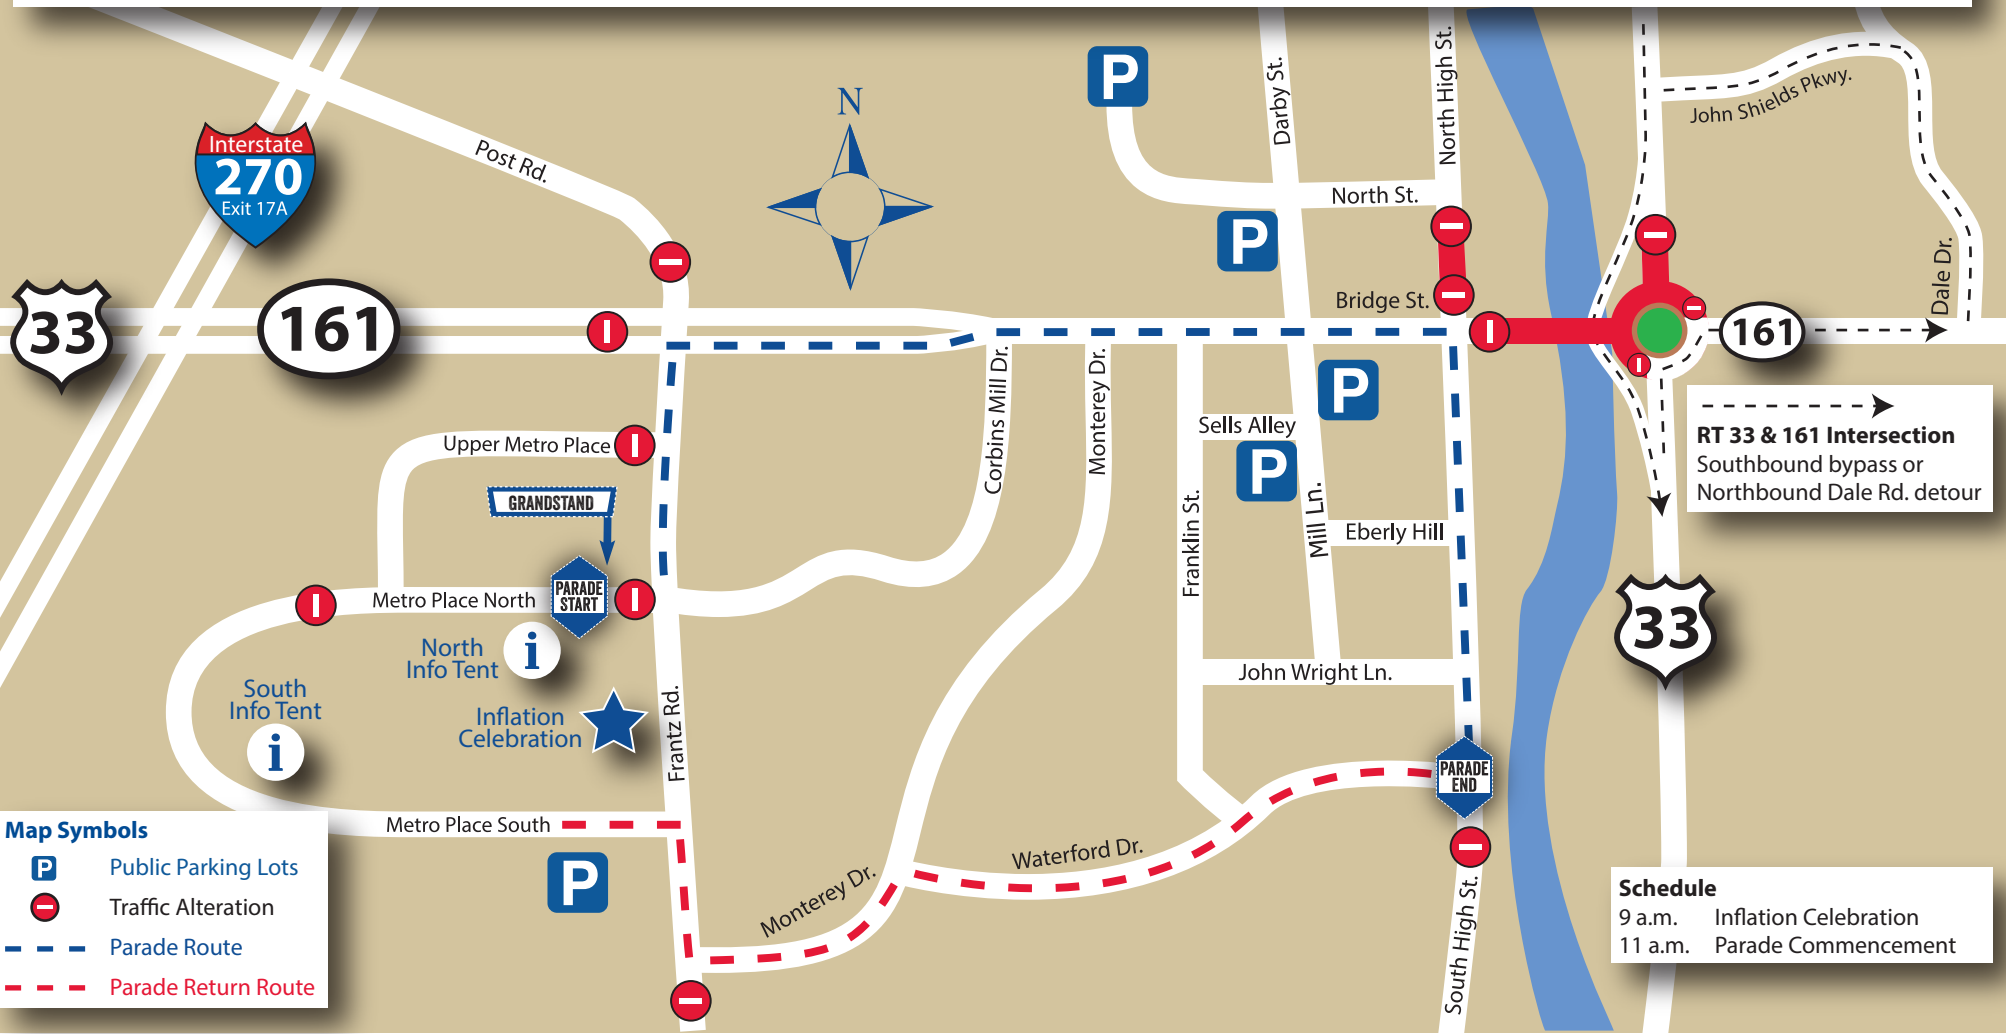 Interstate
270
Exit 17A
Post Rd.
N
P
Darby St.
North High St.
John Shields Pkwy.
North St.
P
Bridge St.
Dale Dr.
33
161
161
RT 33 & 161 Intersection
Southbound bypass or
Northbound Dale Rd. detour
Upper Metro Place
Corbins Mill Dr.
Monterey Dr.
P
Sells Alley
P
GRANDSTAND
Franklin St.
Mill Ln.
Eberly Hill
Metro Place North
PARADE
START
33
North
Info Tent
i
John Wright Ln.
South
Info Tent
i
Inflation
Celebration
Frantz Rd.
PARADE
END
Metro Place South
Waterford Dr.
P
Monterey Dr.
South High St.
Map Symbols
P Public Parking Lots
Traffic Alteration
Parade Route
Parade Return Route
Schedule
9 a.m. Inflation Celebration
11 a.m. Parade Commencement